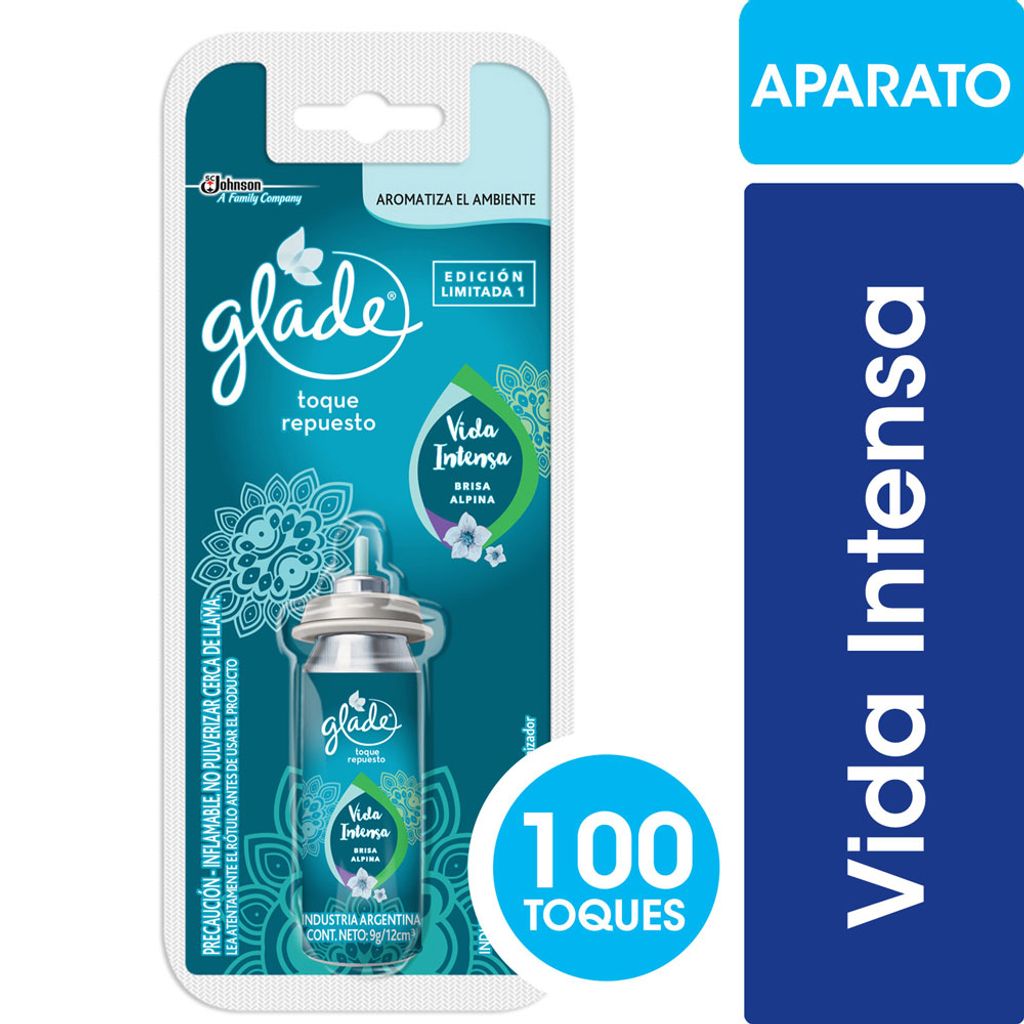 APARATO
SC Johnson
A Family Company
AROMATIZA EL AMBIENTE
glade®
EDICIÓN
LIMITADA 1
toque
repuesto
Vida
Intensa
BRISA
ALPINA
PRECAUCIÓN - INFLAMABLE. NO PULVERIZAR CERCA DE LLAMA.
LEA ATENTAMENTE EL RÓTULO ANTES DE USAR EL PRODUCTO
glade®
toque
repuesto
Vida
Intensa
BRISA
ALPINA
INDUSTRIA ARGENTINA
CONT. NETO: 9g/12cm³
100
TOQUES
Vida Intensa